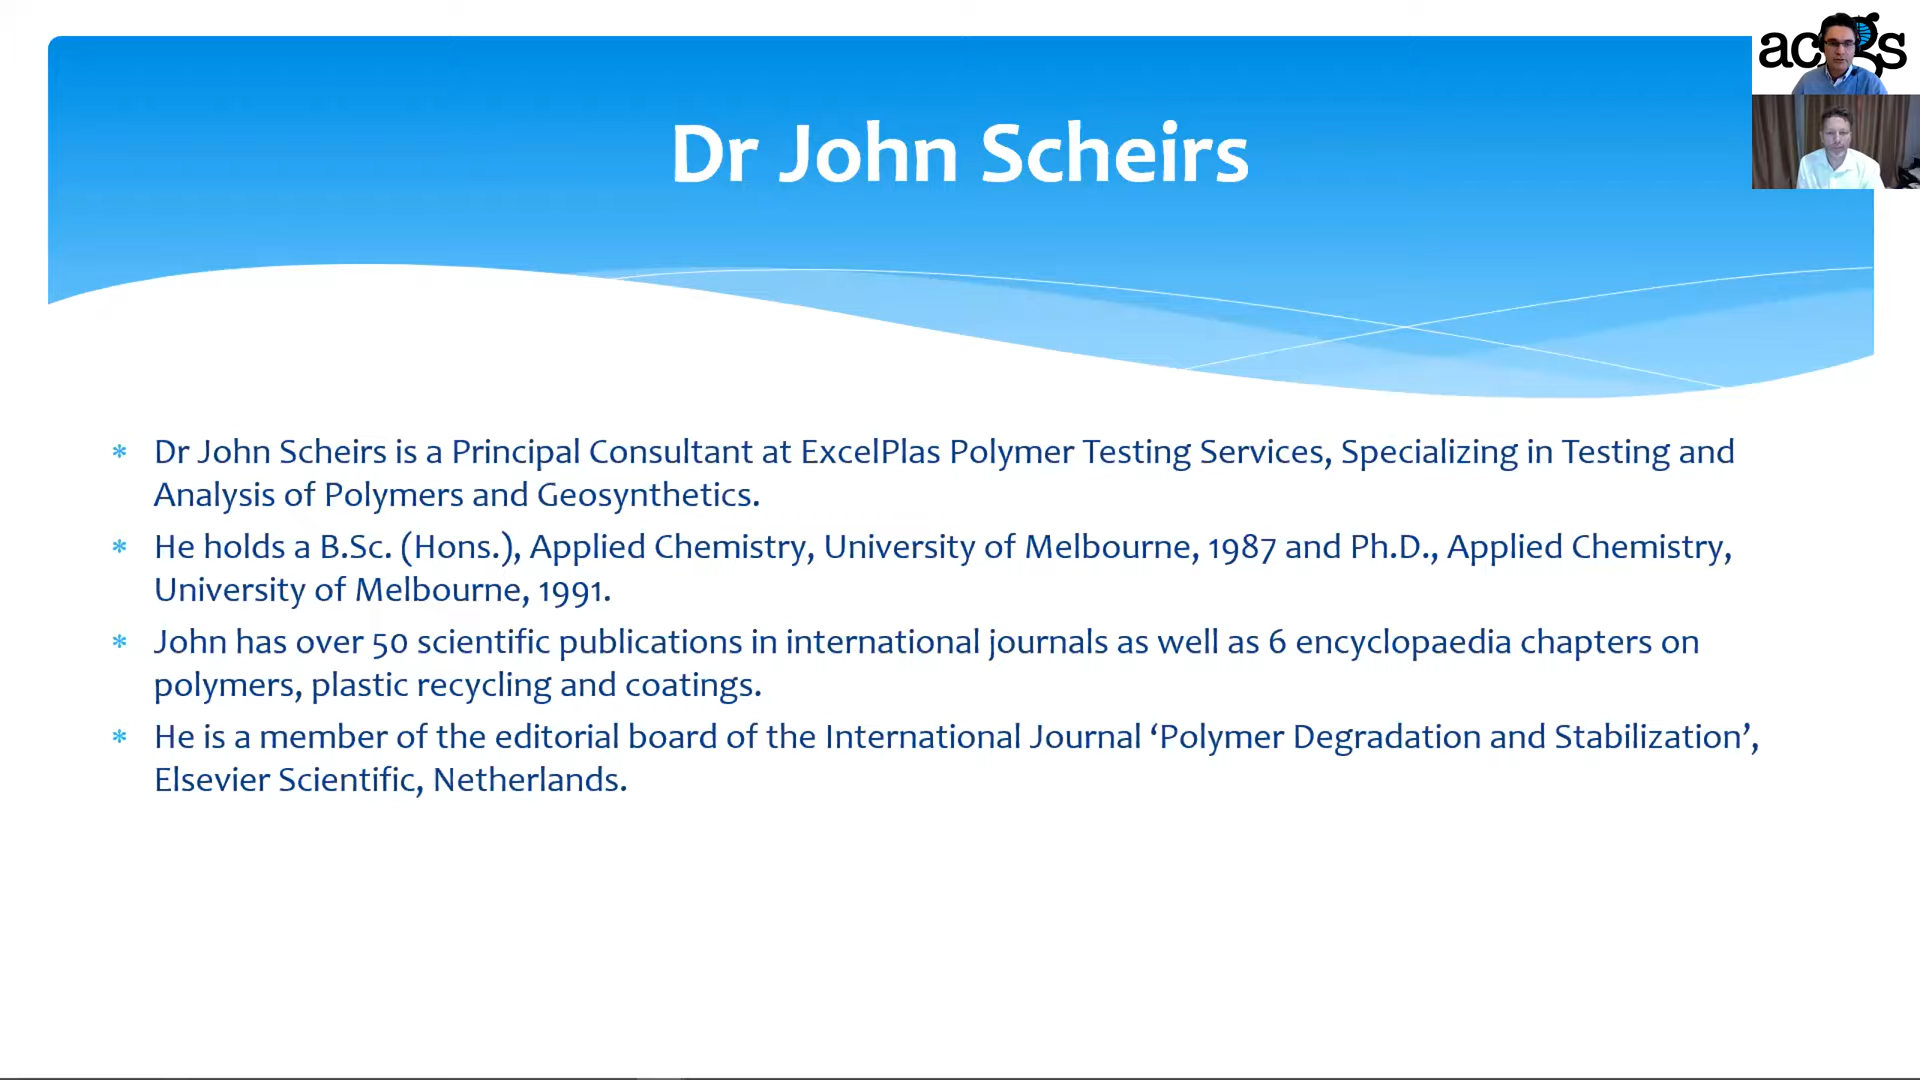 acigs
Dr John Scheirs
* Dr John Scheirs is a Principal Consultant at ExcelPlas Polymer Testing Services, Specializing in Testing and
Analysis of Polymers and Geosynthetics.
* He holds a B.Sc. (Hons.), Applied Chemistry, University of Melbourne, 1987 and Ph.D., Applied Chemistry,
University of Melbourne, 1991.
* John has over 50 scientific publications in international journals as well as 6 encyclopaedia chapters on
polymers, plastic recycling and coatings.
* He is a member of the editorial board of the International Journal ‘Polymer Degradation and Stabilization’,
Elsevier Scientific, Netherlands.